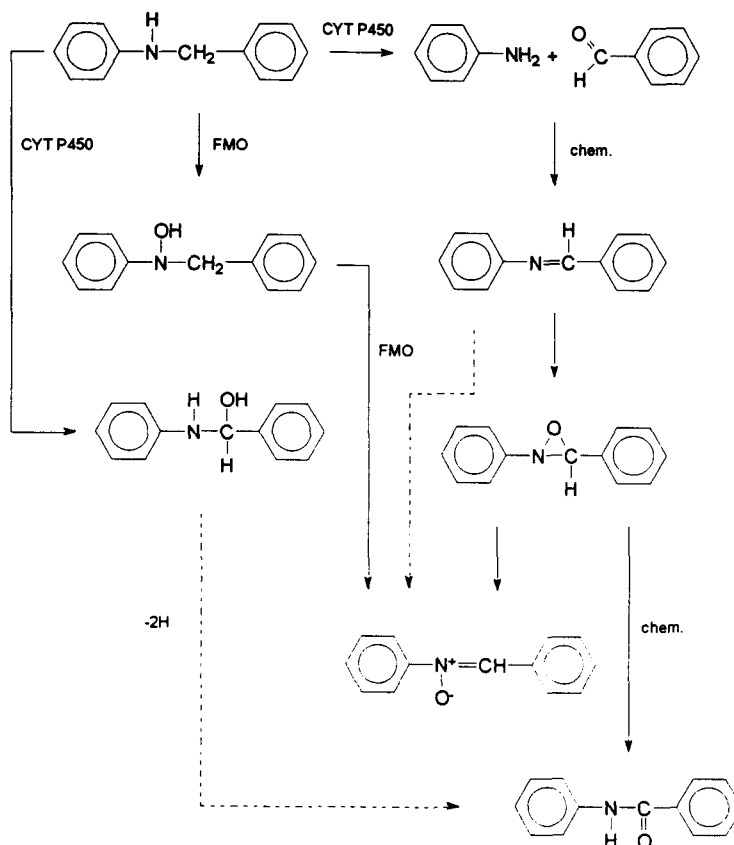 H
N CH2
CYT P450
NH2 + O C H
CYT P450
FMO
chem.
OH
N CH2
H
N=C
FMO
H OH
N C
H
O
N C
H
-2H
chem.
N+=CH
O-
N C
H O